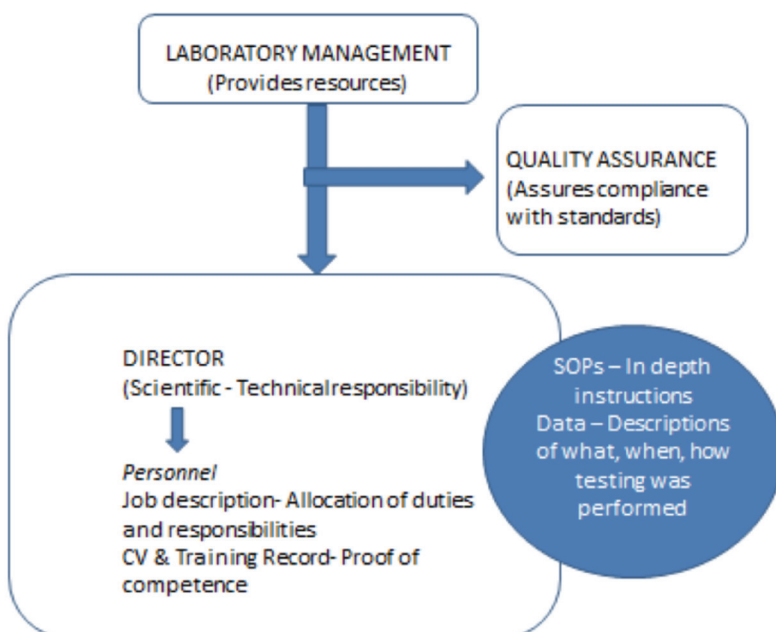 LABORATORY MANAGEMENT
(Provides resources)
QUALITY ASSURANCE
(Assures compliance
with standards)
DIRECTOR
(Scientific - Technical responsibility)
Personnel
Job description- Allocation of duties
and responsibilities
CV & Training Record- Proof of
competence
SOPs – In depth
instructions
Data – Descriptions
of what, when, how
testing was
performed